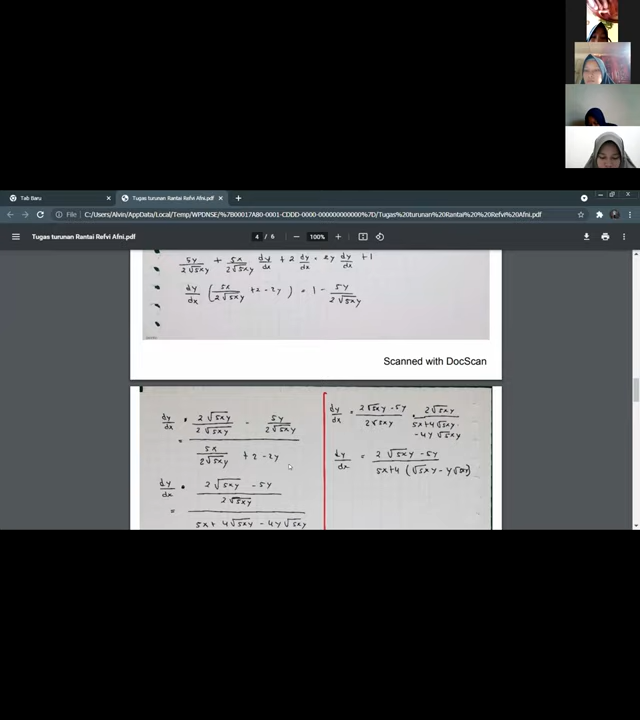 Tab Baru
Tugas turunan Rantai Refvi Afni.pdf
File
C:/Users/Alvin/AppData/Local/Temp/WPDNSE/%7B00017A80-0001-CDDD-0000-000000000000%7D/Tugas%20turunan%20Rantai%20%20Refvi%20Afni.pdf
Tugas turunan Rantai Refvi Afni.pdf
4 / 6
100%
5y/2√5xy + 5x/2√5xy dy/dx + 2 dy/dx = 2y dy/dx + 1
dy/dx (5x/2√5xy + 2 - 2y) = 1 - 5y/2√5xy
Scanned with DocScan
dy/dx = 2√5xy/2√5xy - 5y/2√5xy
= 5x/2√5xy + 2 - 2y
dy/dx = 2√5xy - 5y/2√5xy
= 5x + 4√5xy - 4y√5xy
dy/dx = 2√5xy - 5y/2√5xy · 2√5xy/5x+4√5xy - 4y√5xy
dy/dx = 2√5xy - 5y/5x+4 (√5xy - y√5xy)